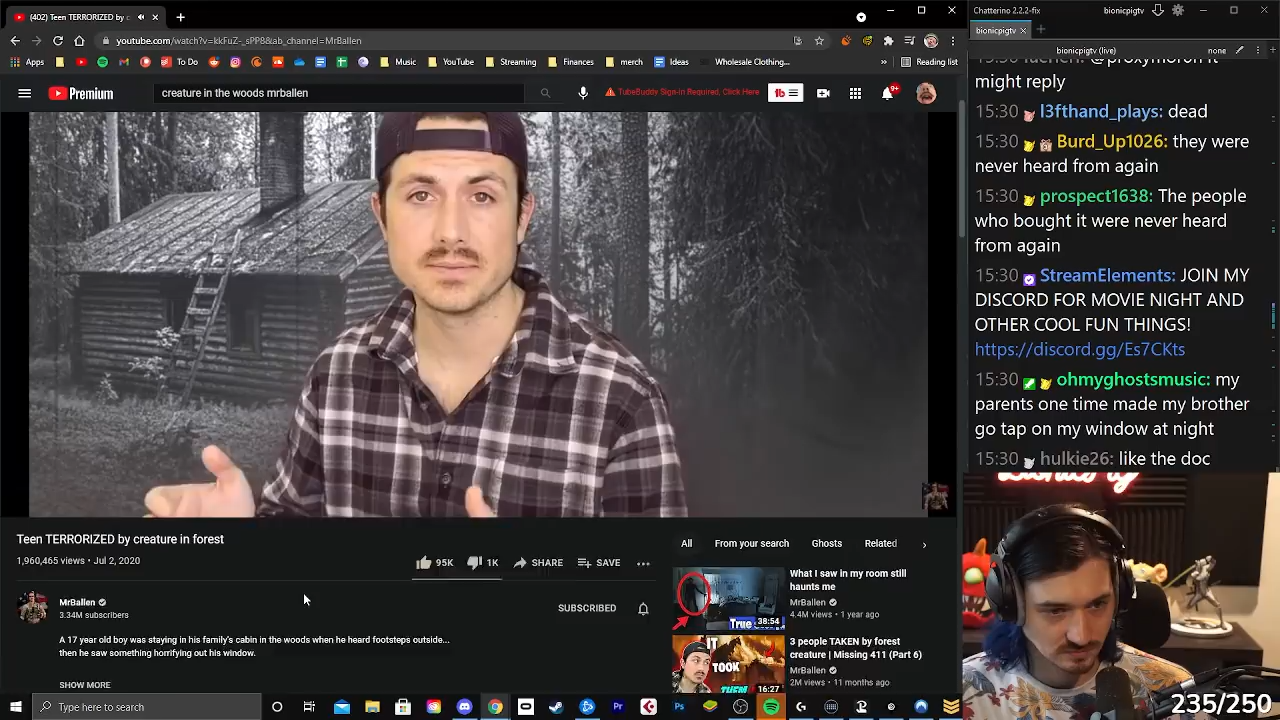 (402) Teen TERRORIZED by c
Chatterino 2.2.2-fix
bionicpigtv
bionicpigtv
youtube.com/watch?v=kkFuZ-_sPP8&ab_channel=MrBallen
bionicpigtv (live)
none
Apps
To Do
Music
YouTube
Streaming
Finances
merch
Ideas
Wholesale Clothing...
Reading list
Premium
creature in the woods mrballen
TubeBuddy Sign-In Required, Click Here
9+
might reply
15:30 l3fthand_plays: dead
15:30 Burd_Up1026: they were
never heard from again
15:30 prospect1638: The people
who bought it were never heard
from again
15:30 StreamElements: JOIN MY
DISCORD FOR MOVIE NIGHT AND
OTHER COOL FUN THINGS!
https://discord.gg/Es7CKts
15:30 ohmyghostsmusic: my
parents one time made my brother
go tap on my window at night
15:30 hulkie26: like the doc
Teen TERRORIZED by creature in forest
1,960,465 views • Jul 2, 2020
95K
1K
SHARE
SAVE
MrBallen
3.34M subscribers
SUBSCRIBED
A 17 year old boy was staying in his family's cabin in the woods when he heard footsteps outside...
then he saw something horrifying out his window.
SHOW MORE
All
From your search
Ghosts
Related
What I saw in my room still
haunts me
MrBallen
4.4M views • 1 year ago
True
38:54
3 people TAKEN by forest
creature | Missing 411 (Part 6)
MrBallen
2M views • 11 months ago
IT
TOOK
THEM
16:27
Type here to search
235/250